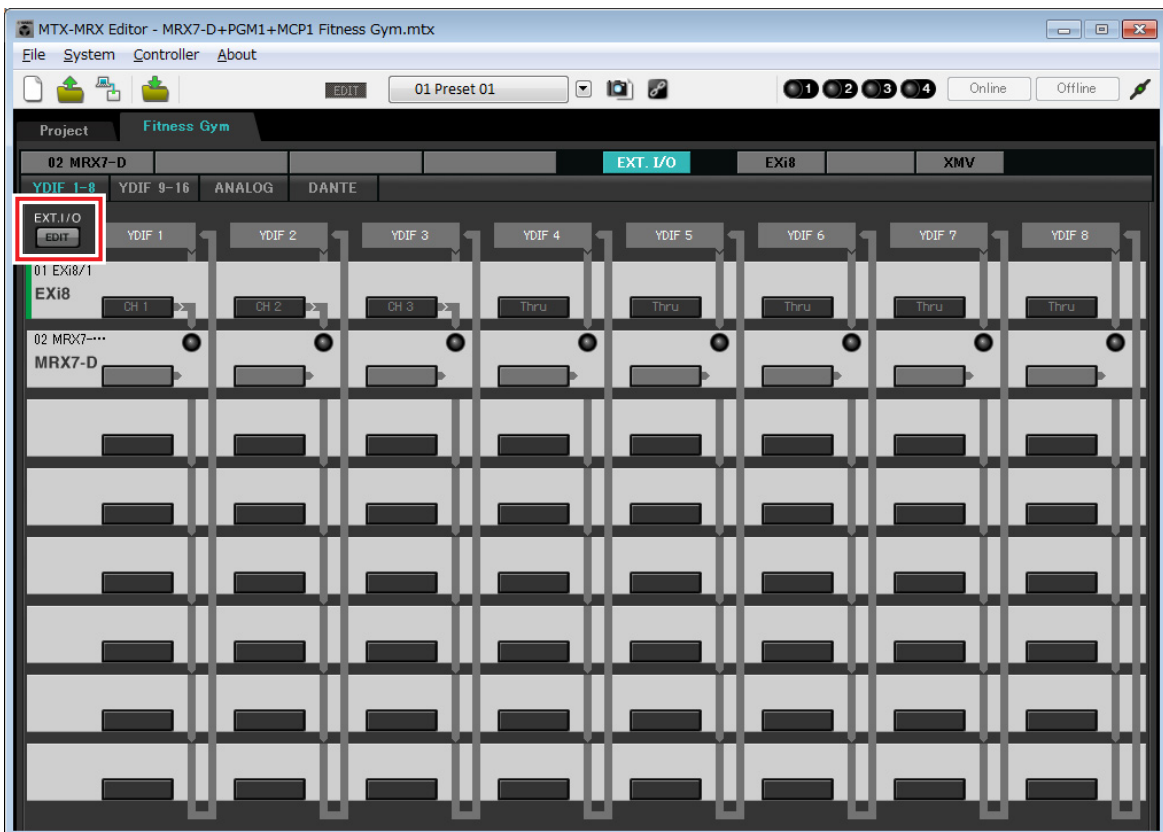 MTX-MRX Editor - MRX7-D+PGM1+MCP1 Fitness Gym.mtx
File System Controller About
EDIT 01 Preset 01 1 2 3 4 Online Offline
Project Fitness Gym
02 MRX7-D EXT. I/O EXi8 XMV
YDIF 1-8 YDIF 9-16 ANALOG DANTE
EXT.I/O
EDIT YDIF 1 YDIF 2 YDIF 3 YDIF 4 YDIF 5 YDIF 6 YDIF 7 YDIF 8
01 EXi8/1
EXi8
CH 1 CH 2 CH 3 Thru Thru Thru Thru Thru
02 MRX7-···
MRX7-D